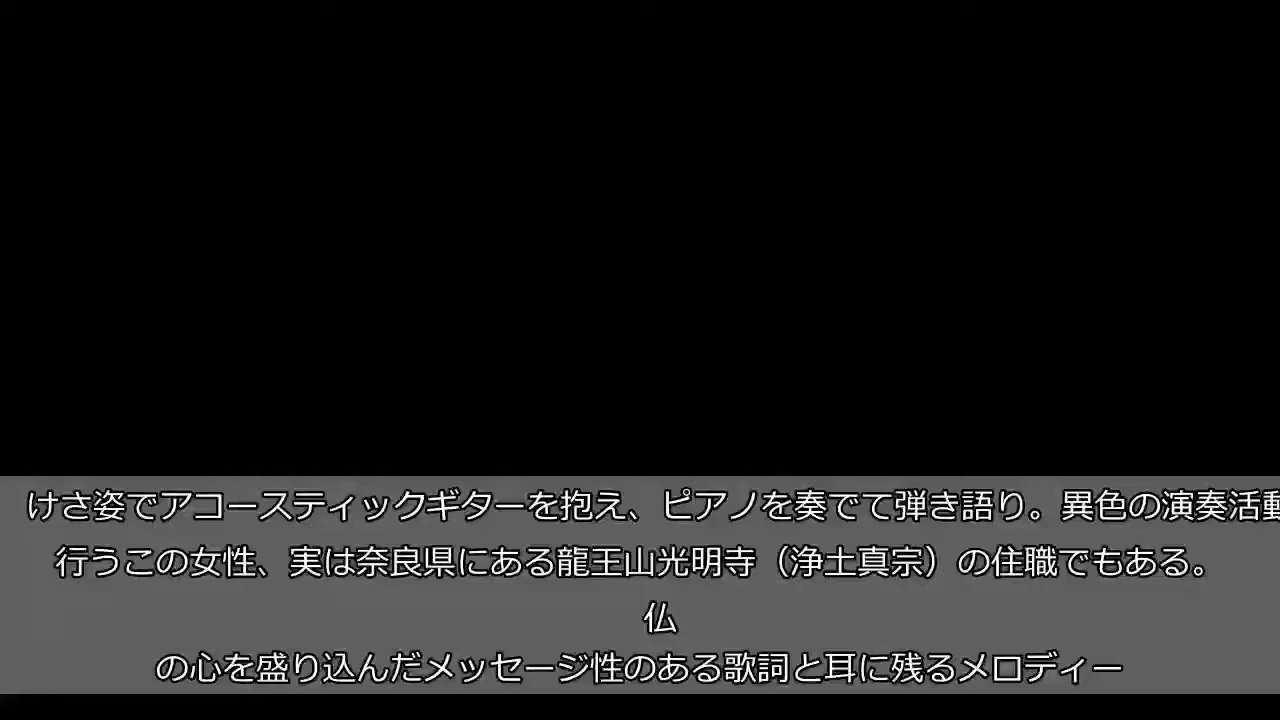 けさ姿でアコースティックギターを抱え、ピアノを奏でて弾き語り。異色の演奏活動
行うこの女性、実は奈良県にある龍王山光明寺（浄土真宗）の住職でもある。
仏
の心を盛り込んだメッセージ性のある歌詞と耳に残るメロディー